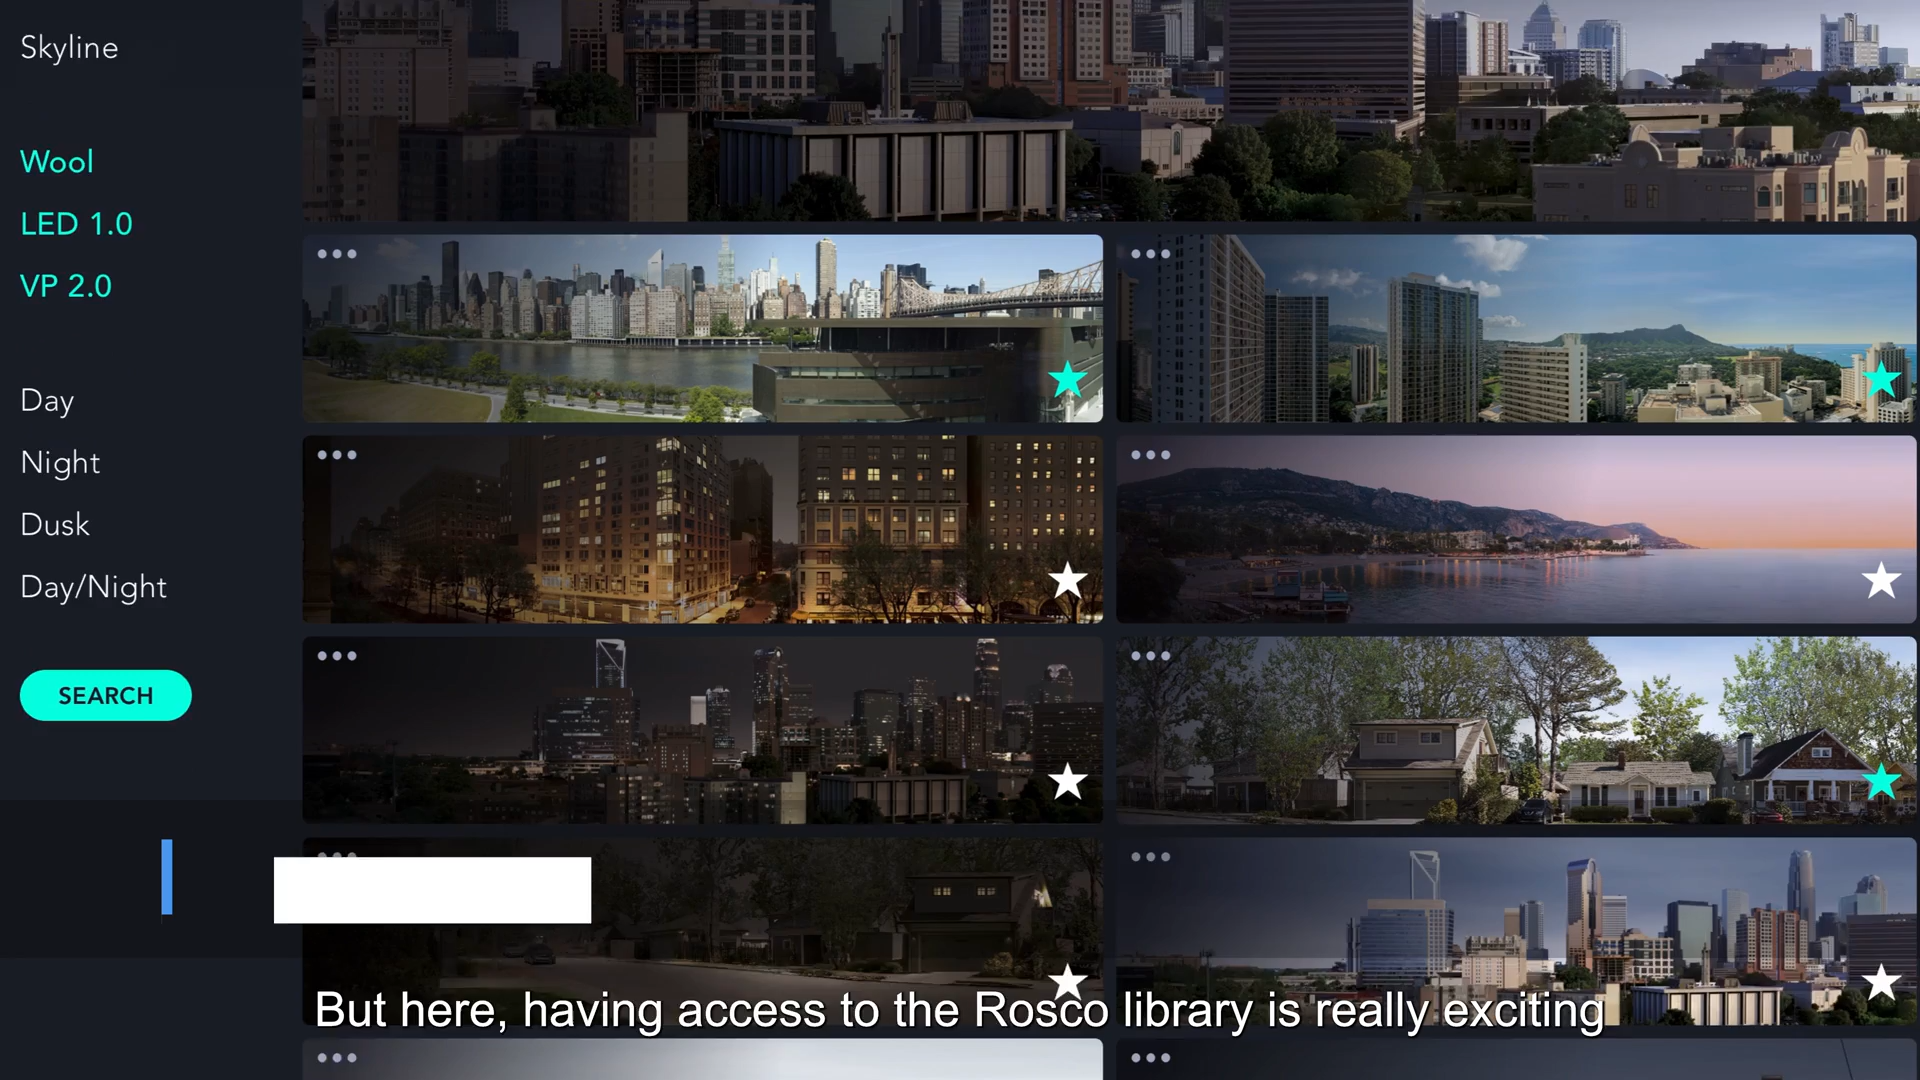 Skyline
Wool
LED 1.0
VP 2.0
Day
Night
Dusk
Day/Night
SEARCH
But here, having access to the Rosco library is really exciting